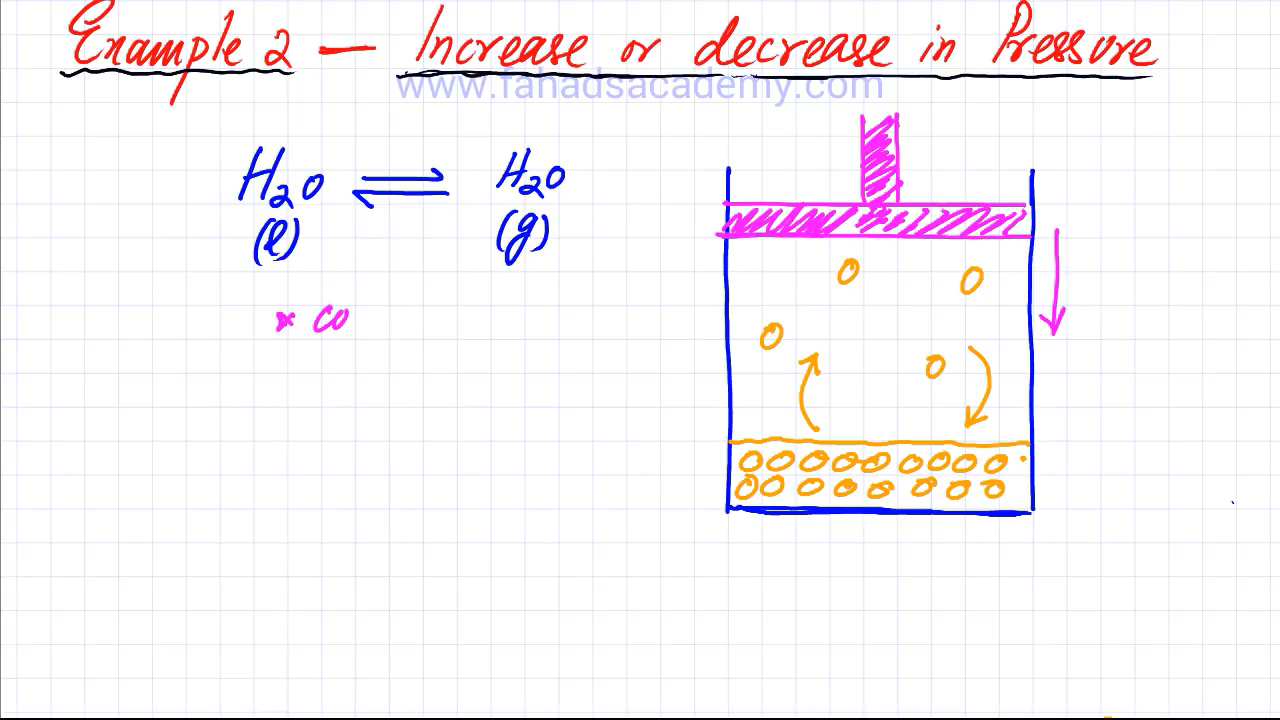 Example 2 — Increase or decrease in Pressure
www.fahadsacademy.com
H₂O ⇌ H₂O
(l) (g)
* co